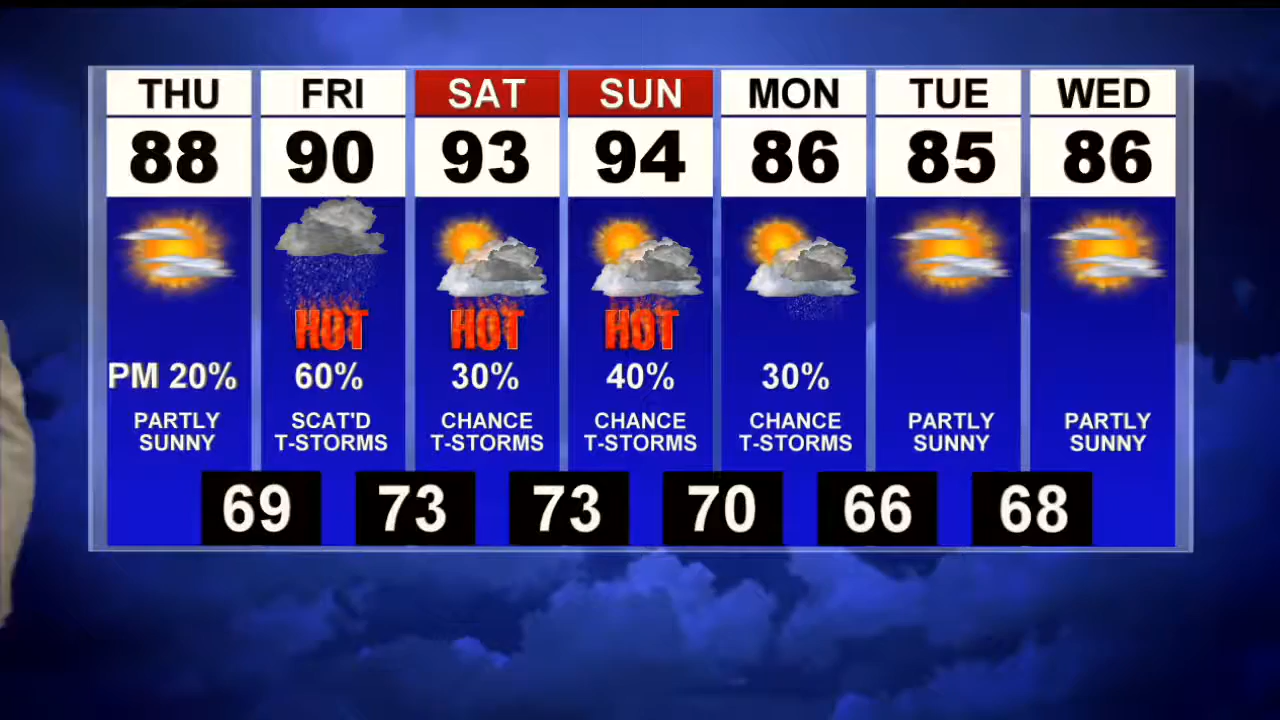 THU FRI SAT SUN MON TUE WED
88 90 93 94 86 85 86
HOT HOT HOT
PM 20% 60% 30% 40% 30%
PARTLY SCAT'D CHANCE CHANCE CHANCE PARTLY PARTLY
SUNNY T-STORMS T-STORMS T-STORMS T-STORMS SUNNY SUNNY
69 73 73 70 66 68